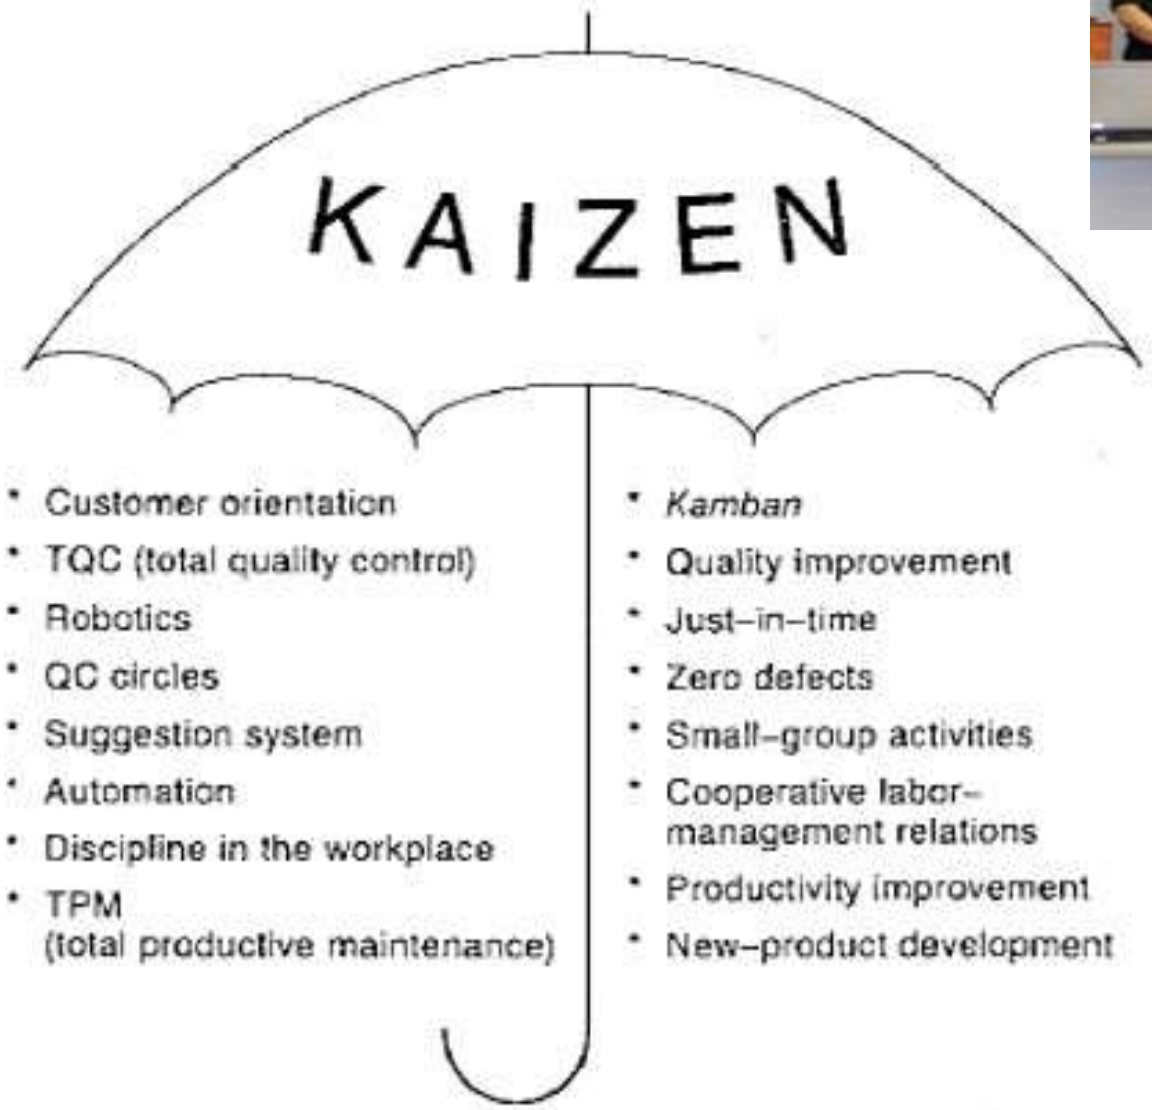 KAIZEN
* Customer orientation
* TQC (total quality control)
* Robotics
* QC circles
* Suggestion system
* Automation
* Discipline in the workplace
* TPM
(total productive maintenance)
* Kamban
* Quality improvement
* Just-in-time
* Zero defects
* Small-group activities
* Cooperative labor-
management relations
* Productivity improvement
* New-product development